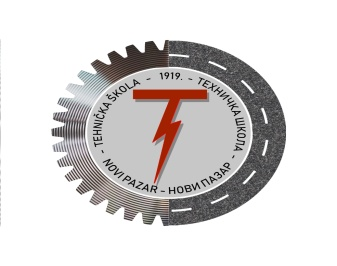 TEHNIČKA ŠKOLA - 1919. - ТЕХНИЧКА ШКОЛА -
NOVI PAZAR - НОВИ ПАЗАР -